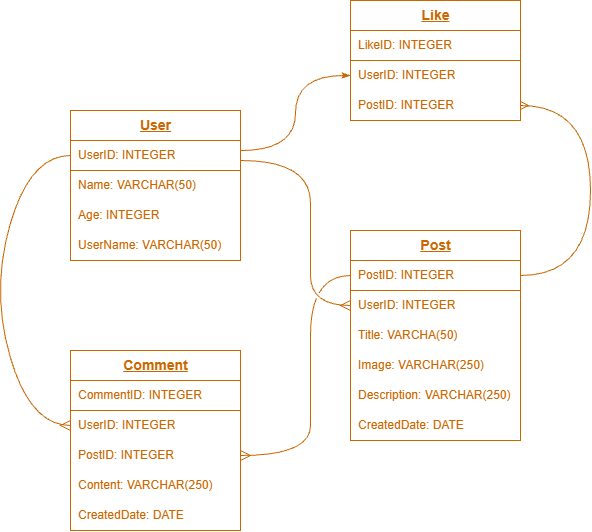 Like
LikeID: INTEGER
UserID: INTEGER
PostID: INTEGER
User
UserID: INTEGER
Name: VARCHAR(50)
Age: INTEGER
UserName: VARCHAR(50)
Post
PostID: INTEGER
UserID: INTEGER
Title: VARCHA(50)
Image: VARCHAR(250)
Description: VARCHAR(250)
CreatedDate: DATE
Comment
CommentID: INTEGER
UserID: INTEGER
PostID: INTEGER
Content: VARCHAR(250)
CreatedDate: DATE